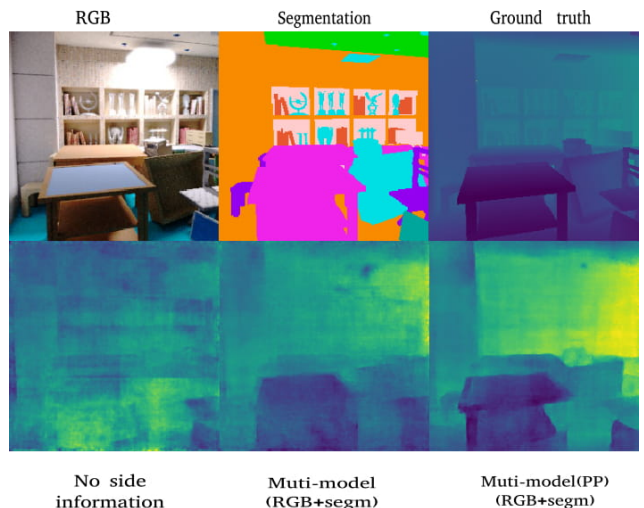 RGB Segmentation Ground truth
No side Muti-model Muti-model(PP)
information (RGB+segm) (RGB+segm)